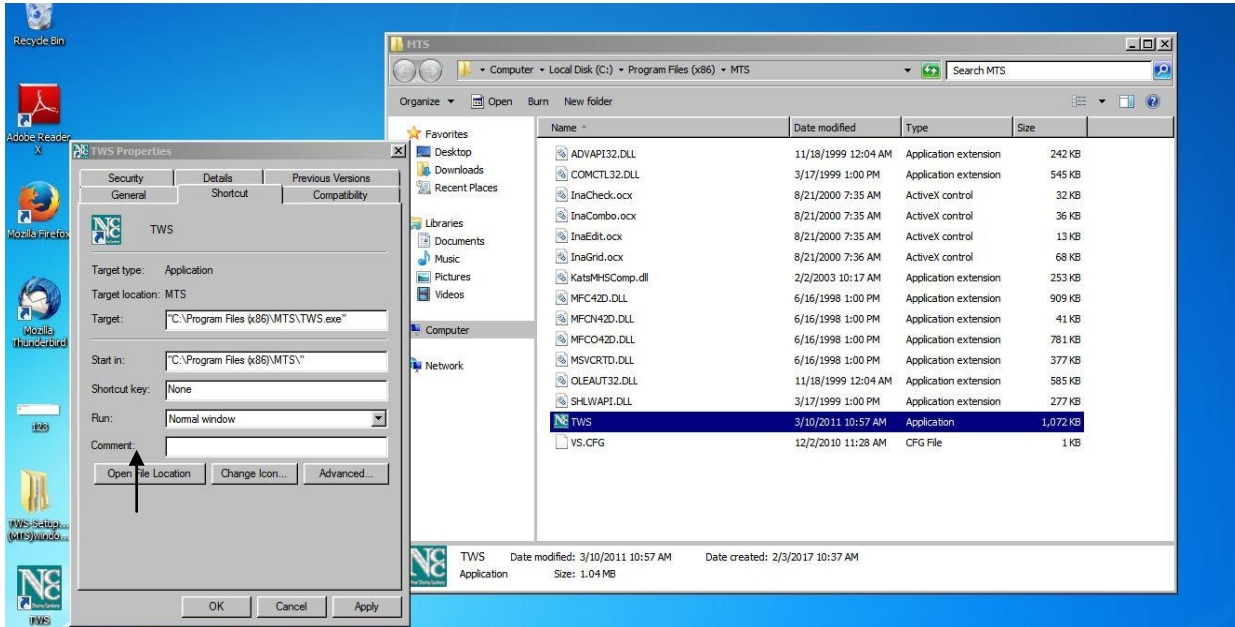 Recycle Bin
Adobe Reader
X
Mozilla Firefox
Mozilla
Thunderbird
123
TWS-Setup...
TWS
TWS Properties
Security Details Previous Versions
General Shortcut Compatibility
TWS
Target type: Application
Target location: MTS
Target: "C:\Program Files (x86)\MTS\TWS.exe"
Start in: "C:\Program Files (x86)\MTS\"
Shortcut key: None
Run: Normal window
Comment:
Open File Location Change Icon... Advanced...
OK Cancel Apply
MTS
Computer Local Disk (C:) Program Files (x86) MTS Search MTS
Organize Open Burn New folder
Favorites
Desktop
Downloads
Recent Places
Libraries
Documents
Music
Pictures
Videos
Computer
Network
Name Date modified Type Size
ADVAPI32.DLL 11/18/1999 12:04 AM Application extension 242 KB
COMCTL32.DLL 3/17/1999 1:00 PM Application extension 545 KB
InaCheck.ocx 8/21/2000 7:35 AM ActiveX control 32 KB
InaCombo.ocx 8/21/2000 7:35 AM ActiveX control 36 KB
InaEdit.ocx 8/21/2000 7:35 AM ActiveX control 13 KB
InaGrid.ocx 8/21/2000 7:36 AM ActiveX control 68 KB
KatsMHSComp.dll 2/2/2003 10:17 AM Application extension 253 KB
MFC42D.DLL 6/16/1998 1:00 PM Application extension 909 KB
MFCN42D.DLL 6/16/1998 1:00 PM Application extension 41 KB
MFCO42D.DLL 6/16/1998 1:00 PM Application extension 781 KB
MSVCRTD.DLL 6/16/1998 1:00 PM Application extension 377 KB
OLEAUT32.DLL 11/18/1999 12:04 AM Application extension 585 KB
SHLWAPI.DLL 3/17/1999 1:00 PM Application extension 277 KB
TWS 3/10/2011 10:57 AM Application 1,072 KB
VS.CFG 12/2/2010 11:28 AM CFG File 1 KB
TWS Date modified: 3/10/2011 10:57 AM Date created: 2/3/2017 10:37 AM
Application Size: 1.04 MB